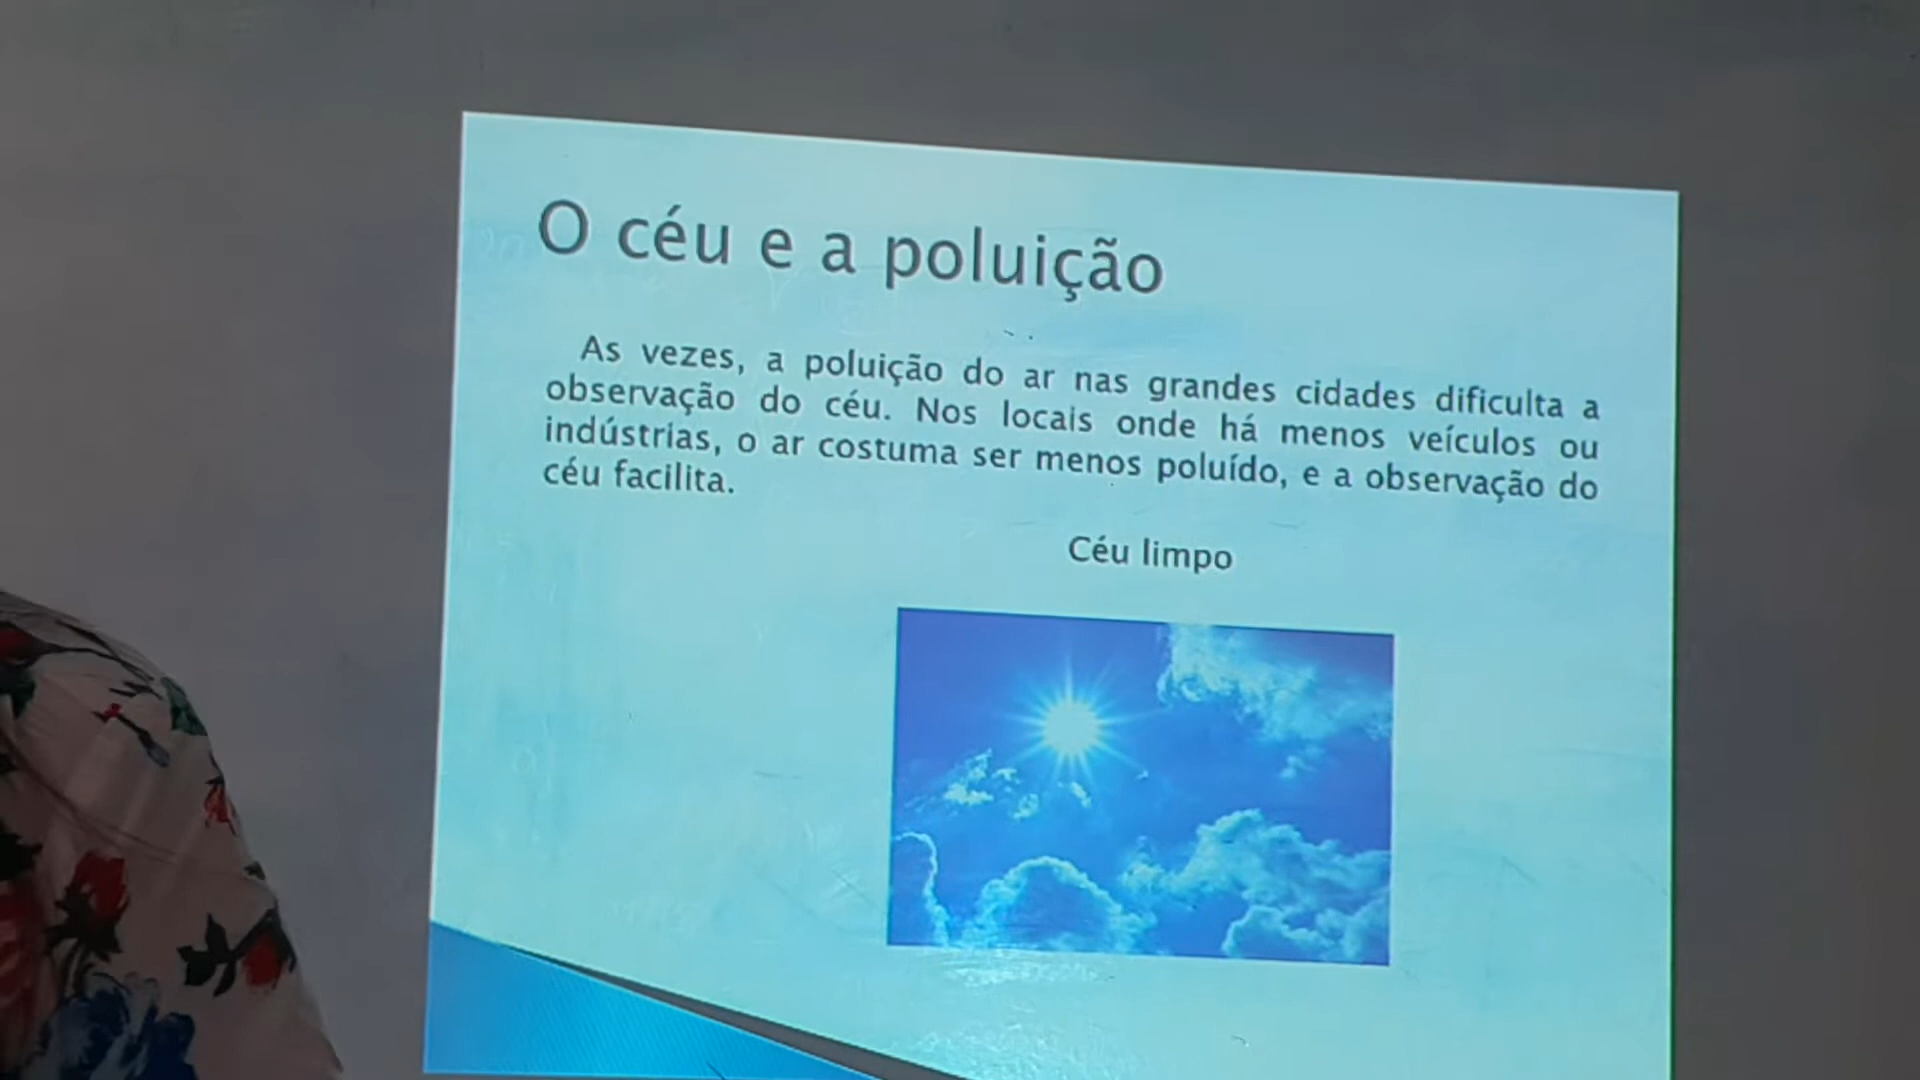 O céu e a poluição
As vezes, a poluição do ar nas grandes cidades dificulta a
observação do céu. Nos locais onde há menos veículos ou
indústrias, o ar costuma ser menos poluído, e a observação do
céu facilita.
Céu limpo